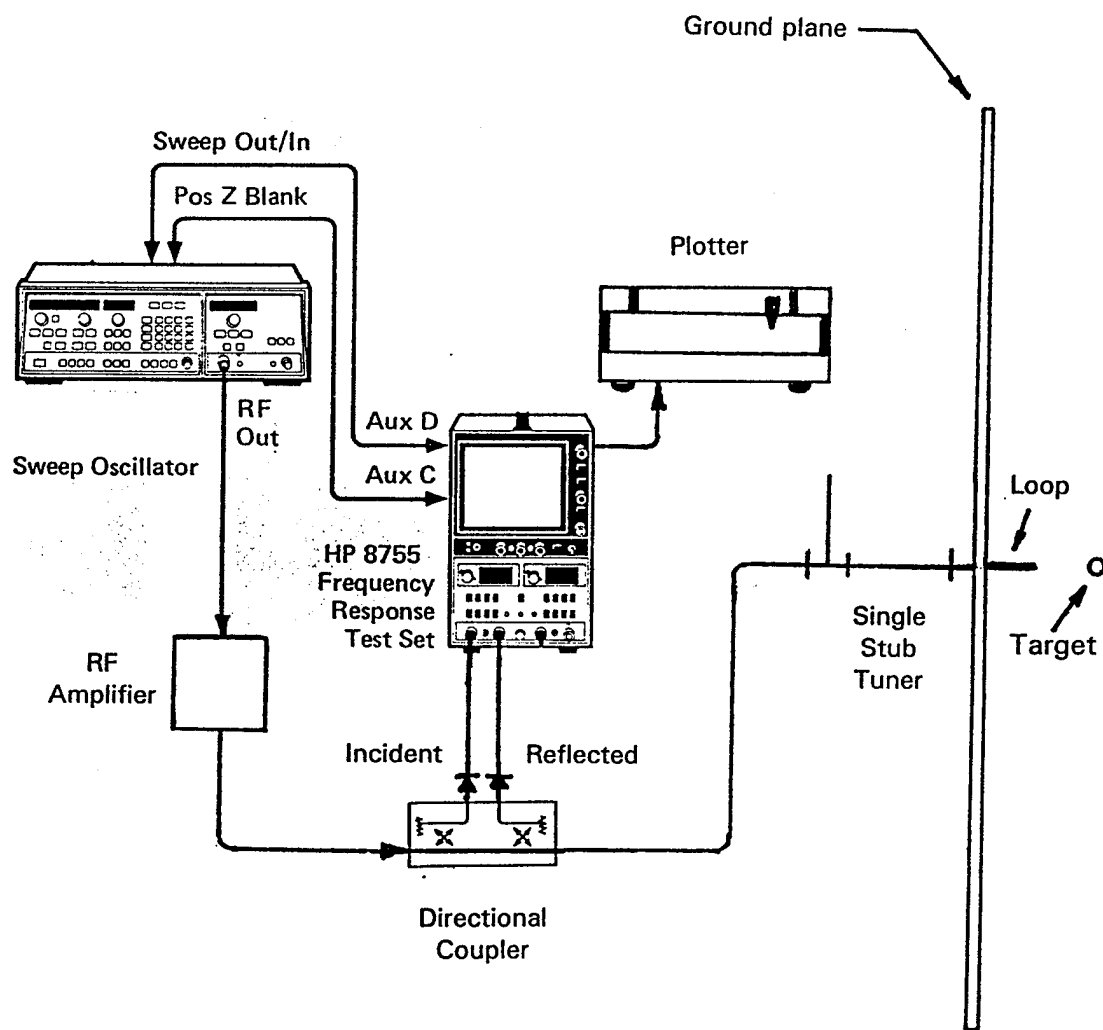 Ground plane
Sweep Out/In
Pos Z Blank
Plotter
RF
Out
Aux D
Sweep Oscillator
Aux C
Loop
HP 8755
Frequency
Response
Test Set
Single
Stub
Tuner
Target
RF
Amplifier
Incident
Reflected
Directional
Coupler